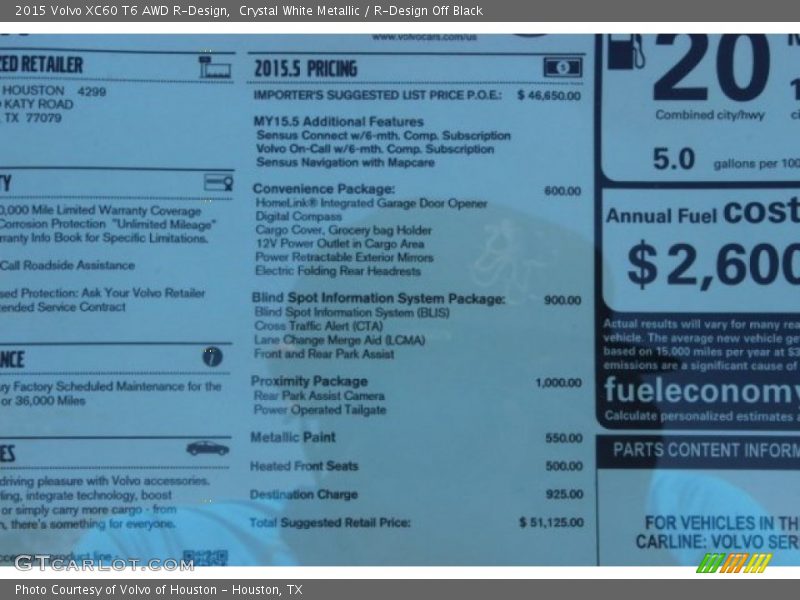 2015 Volvo XC60 T6 AWD R-Design, Crystal White Metallic / R-Design Off Black
www.volvocars.com/us
ZED RETAILER
HOUSTON 4299
KATY ROAD
TX 77079
TY
0,000 Mile Limited Warranty Coverage
Corrosion Protection "Unlimited Mileage"
rranty Info Book for Specific Limitations.
Call Roadside Assistance
sed Protection: Ask Your Volvo Retailer
tended Service Contract
NCE
ay Factory Scheduled Maintenance for the
or 36,000 Miles
ES
driving pleasure with Volvo accessories.
ling, integrate technology, boost
or simply carry more cargo - from
n, there's something for everyone.
product line
2015.5 PRICING
IMPORTER'S SUGGESTED LIST PRICE P.O.E: $ 46,650.00
MY15.5 Additional Features
Sensus Connect w/6-mth. Comp. Subscription
Volvo On-Call w/6-mth. Comp. Subscription
Sensus Navigation with Mapcare
Convenience Package: 600.00
HomeLink® Integrated Garage Door Opener
Digital Compass
Cargo Cover, Grocery bag Holder
12V Power Outlet in Cargo Area
Power Retractable Exterior Mirrors
Electric Folding Rear Headrests
Blind Spot Information System Package: 900.00
Blind Spot Information System (BLIS)
Cross Traffic Alert (CTA)
Lane Change Merge Aid (LCMA)
Front and Rear Park Assist
Proximity Package 1,000.00
Rear Park Assist Camera
Power Operated Tailgate
Metallic Paint 550.00
Heated Front Seats 500.00
Destination Charge 925.00
Total Suggested Retail Price: $ 51,125.00
20
Combined city/hwy
5.0 gallons per 100
Annual Fuel cost
$2,600
Actual results will vary for many rea
vehicle. The average new vehicle ge
based on 15,000 miles per year at $3
emissions are a significant cause of
fueleconomy
Calculate personalized estimates a
PARTS CONTENT INFORM
FOR VEHICLES IN TH
CARLINE: VOLVO SER
GTCARLOT.COM
Photo Courtesy of Volvo of Houston - Houston, TX